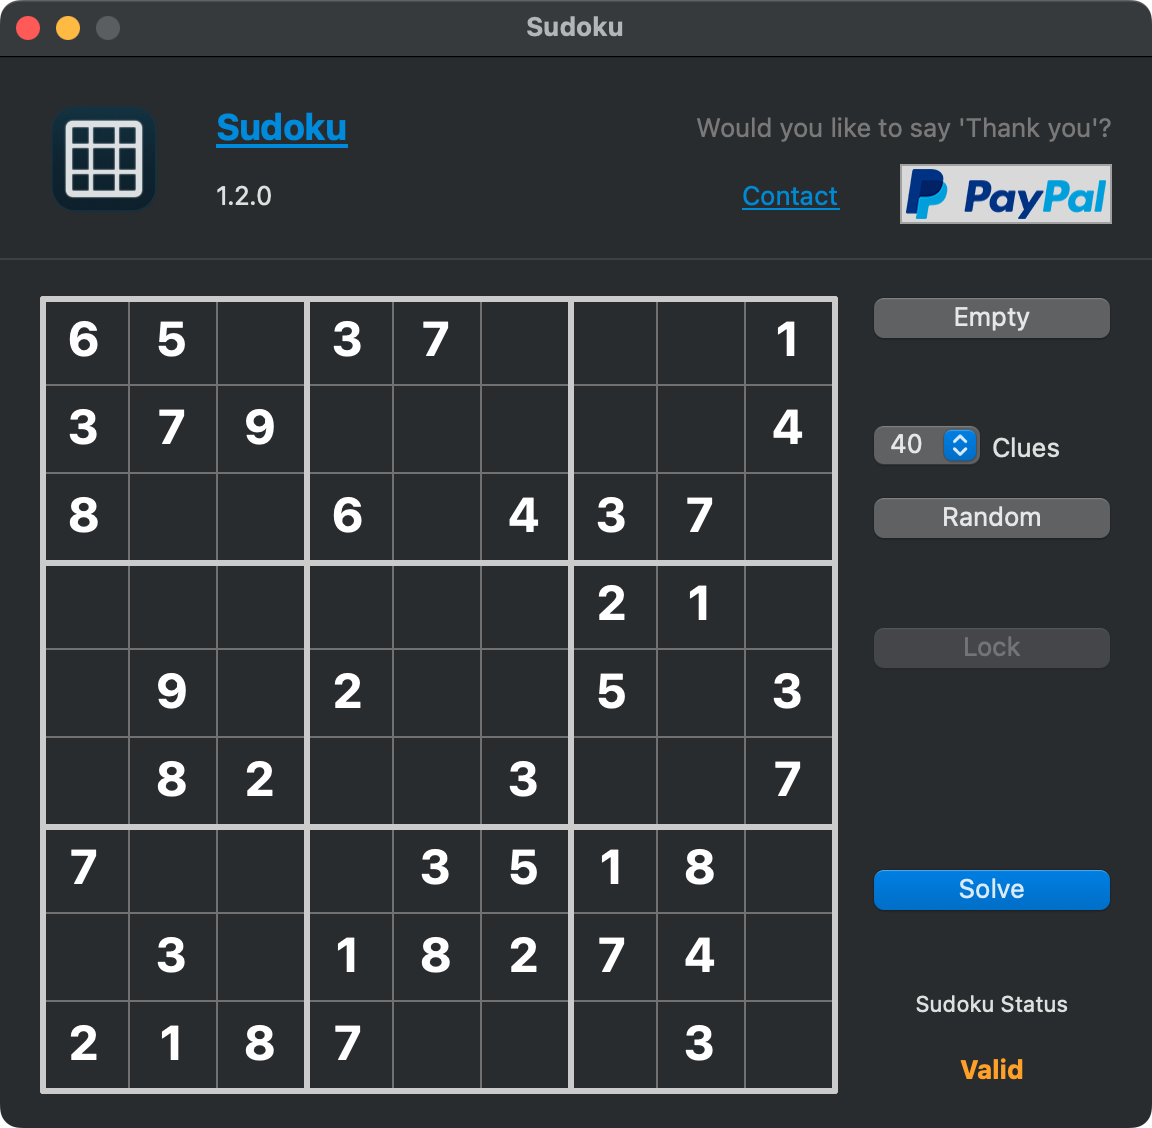 Sudoku
Sudoku
Would you like to say 'Thank you'?
1.2.0
Contact
PayPal
6 5 3 7 1
Empty
3 7 9 4
40 Clues
8 6 4 3 7
Random
2 1
Lock
9 2 5 3
8 2 3 7
7 3 5 1 8
Solve
3 1 8 2 7 4
Sudoku Status
2 1 8 7 3
Valid